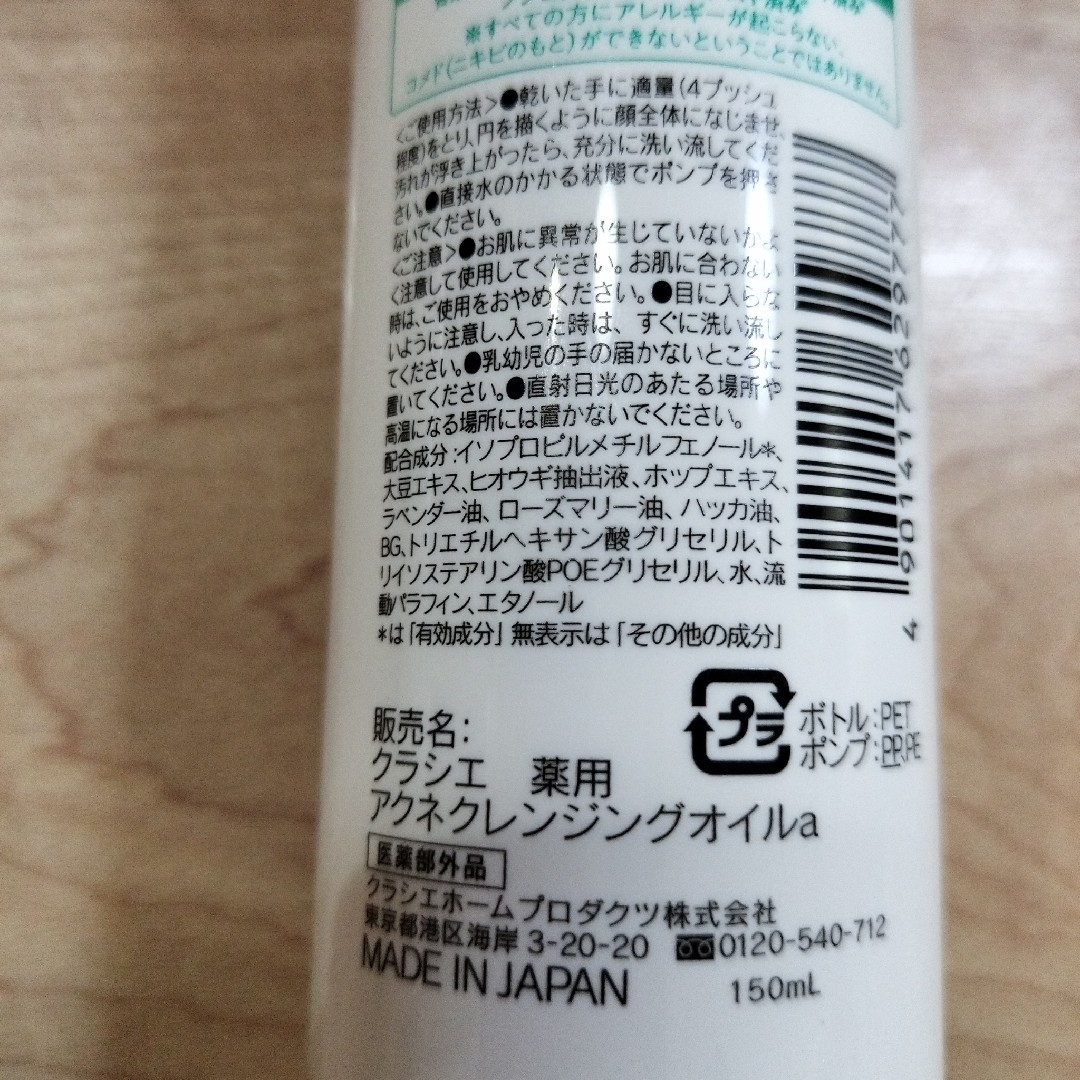 ※すべての方にアレルギーが起こらない、
コメド(ニキビのもと)ができないということではありません。
<ご使用方法>●乾いた手に適量(4プッシュ
程度)をとり、円を描くように顔全体になじませ、
汚れが浮き上がったら、充分に洗い流してくだ
さい。●直接水のかかる状態でポンプを押さ
ないでください。
<ご注意>●お肌に異常が生じていないかよ
く注意して使用してください。お肌に合わない
時は、ご使用をおやめください。●目に入らな
いように注意し、入った時は、すぐに洗い流し
てください。●乳幼児の手の届かないところに
置いてください。●直射日光のあたる場所や
高温になる場所には置かないでください。
配合成分:イソプロピルメチルフェノール*、
大豆エキス、ヒオウギ抽出液、ホップエキス、
ラベンダー油、ローズマリー油、ハッカ油、
BG、トリエチルヘキサン酸グリセリル、ト
リイソステアリン酸POEグリセリル、水、流
動パラフィン、エタノール
*は「有効成分」無表示は「その他の成分」
プラ
ボトル:PET
ポンプ:PP,PE
販売名:
クラシエ 薬用
アクネクレンジングオイルa
医薬部外品
クラシエホームプロダクツ株式会社
東京都港区海岸 3-20-20 0120-540-712
MADE IN JAPAN 150mL